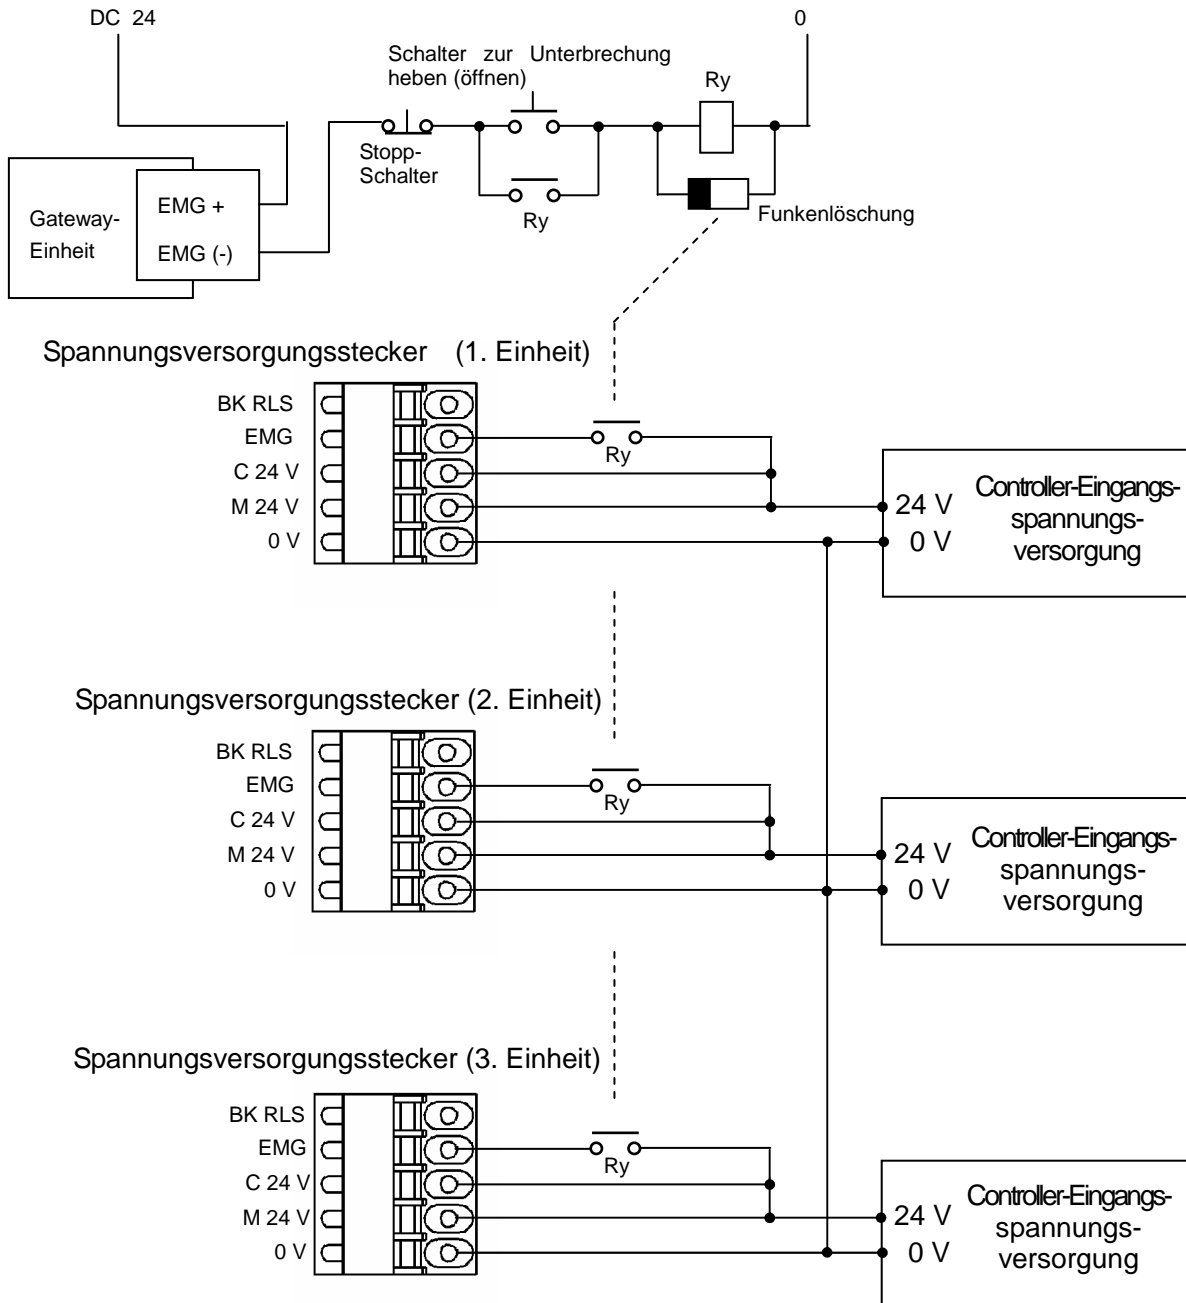 DC 24
0
Schalter zur Unterbrechung
heben (öffnen)
Ry
Stopp-
Schalter
Ry
Funkenlöschung
Gateway-
Einheit
EMG +
EMG (-)
Spannungsversorgungsstecker (1. Einheit)
BK RLS
EMG
C 24 V
M 24 V
0 V
Ry
24 V
0 V
Controller-Eingangs-
spannungs-
versorgung
Spannungsversorgungsstecker (2. Einheit)
BK RLS
EMG
C 24 V
M 24 V
0 V
Ry
24 V
0 V
Controller-Eingangs-
spannungs-
versorgung
Spannungsversorgungsstecker (3. Einheit)
BK RLS
EMG
C 24 V
M 24 V
0 V
Ry
24 V
0 V
Controller-Eingangs-
spannungs-
versorgung